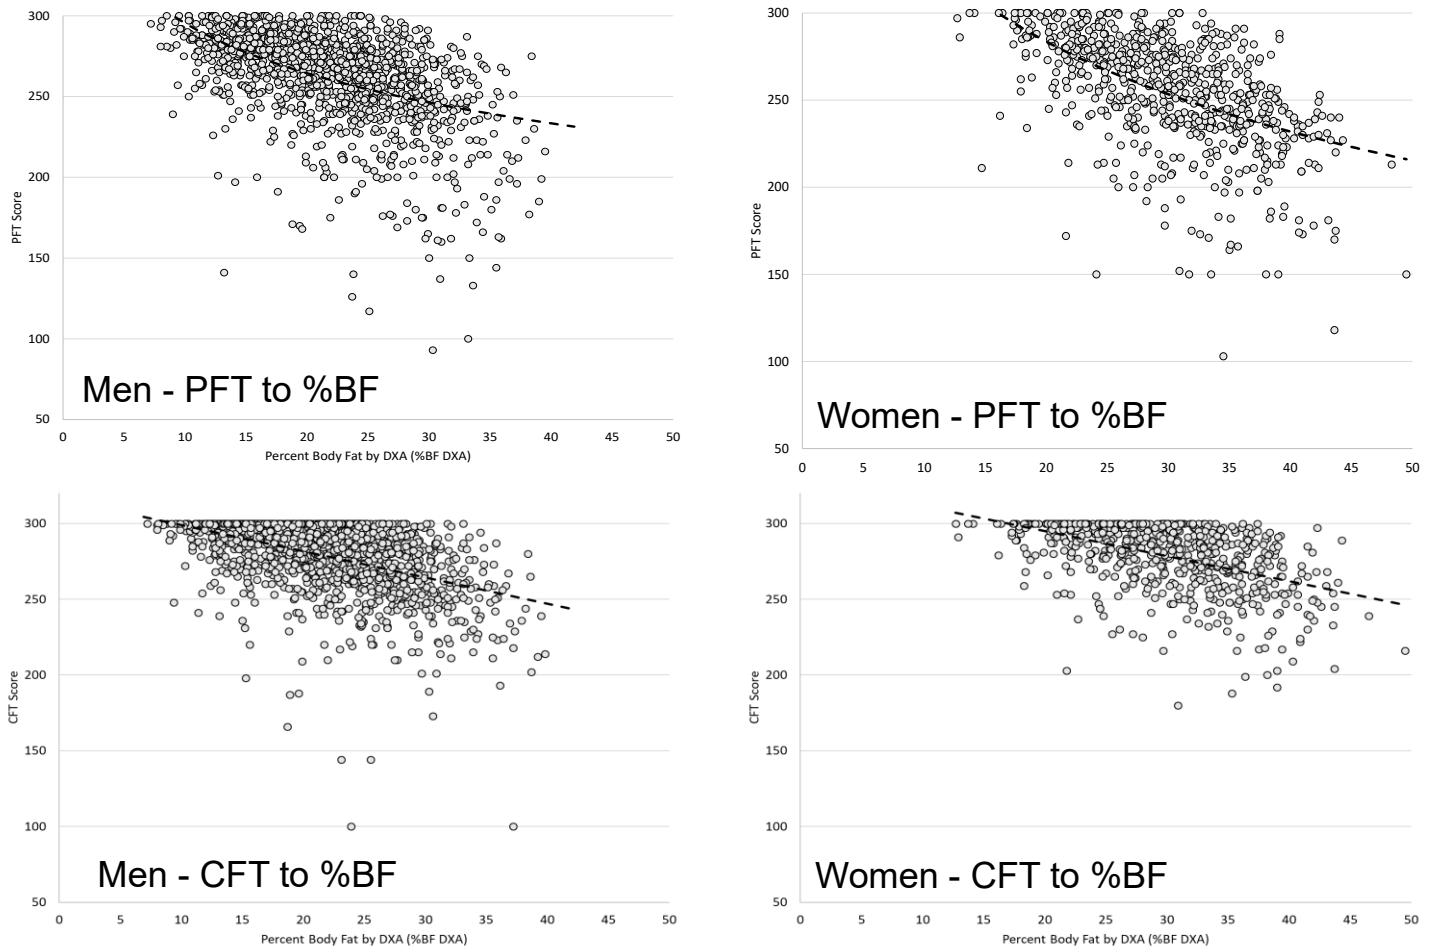 300
250
200
150
100
50
PFT Score
Men - PFT to %BF
0 5 10 15 20 25 30 35 40 45 50
Percent Body Fat by DXA (%BF DXA)
300
250
200
150
100
50
PFT Score
Women - PFT to %BF
0 5 10 15 20 25 30 35 40 45 50
300
250
200
150
100
50
CFT Score
Men - CFT to %BF
0 5 10 15 20 25 30 35 40 45 50
Percent Body Fat by DXA (%BF DXA)
300
250
200
150
100
50
CFT Score
Women - CFT to %BF
0 5 10 15 20 25 30 35 40 45 50
Percent Body Fat by DXA (%BF DXA)